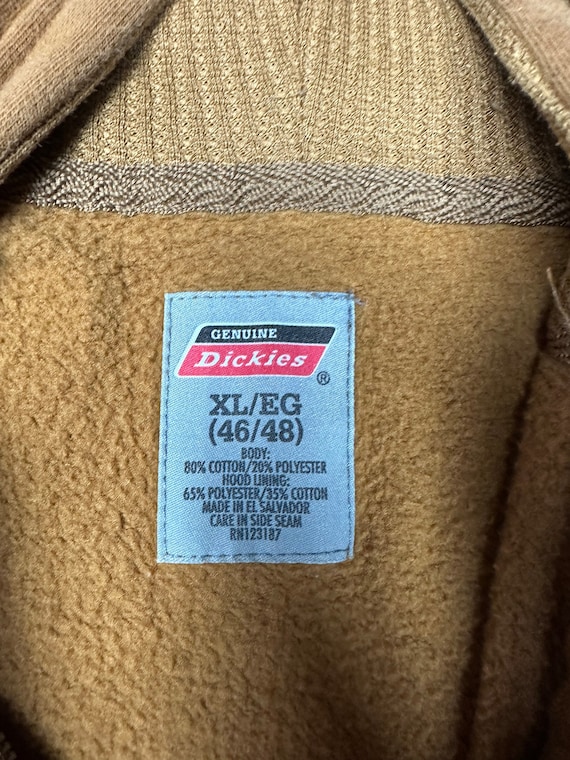 GENUINE
Dickies
®
XL/EG
(46/48)
BODY:
80% COTTON/20% POLYESTER
HOOD LINING:
65% POLYESTER/35% COTTON
MADE IN EL SALVADOR
CARE IN SIDE SEAM
RN123187